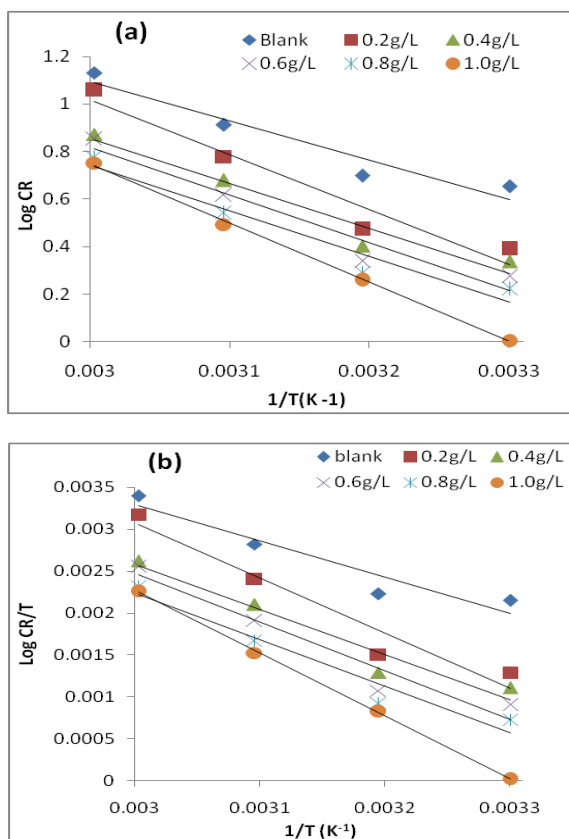 (a)
Blank 0.2g/L 0.4g/L
0.6g/L 0.8g/L 1.0g/L
1.2
1
0.8
0.6
0.4
0.2
0
Log CR
0.003 0.0031 0.0032 0.0033
1/T(K -1)
(b)
blank 0.2g/L 0.4g/L
0.6g/L 0.8g/L 1.0g/L
0.0035
0.003
0.0025
0.002
0.0015
0.001
0.0005
0
Log CR/T
0.003 0.0031 0.0032 0.0033
1/T (K⁻¹)